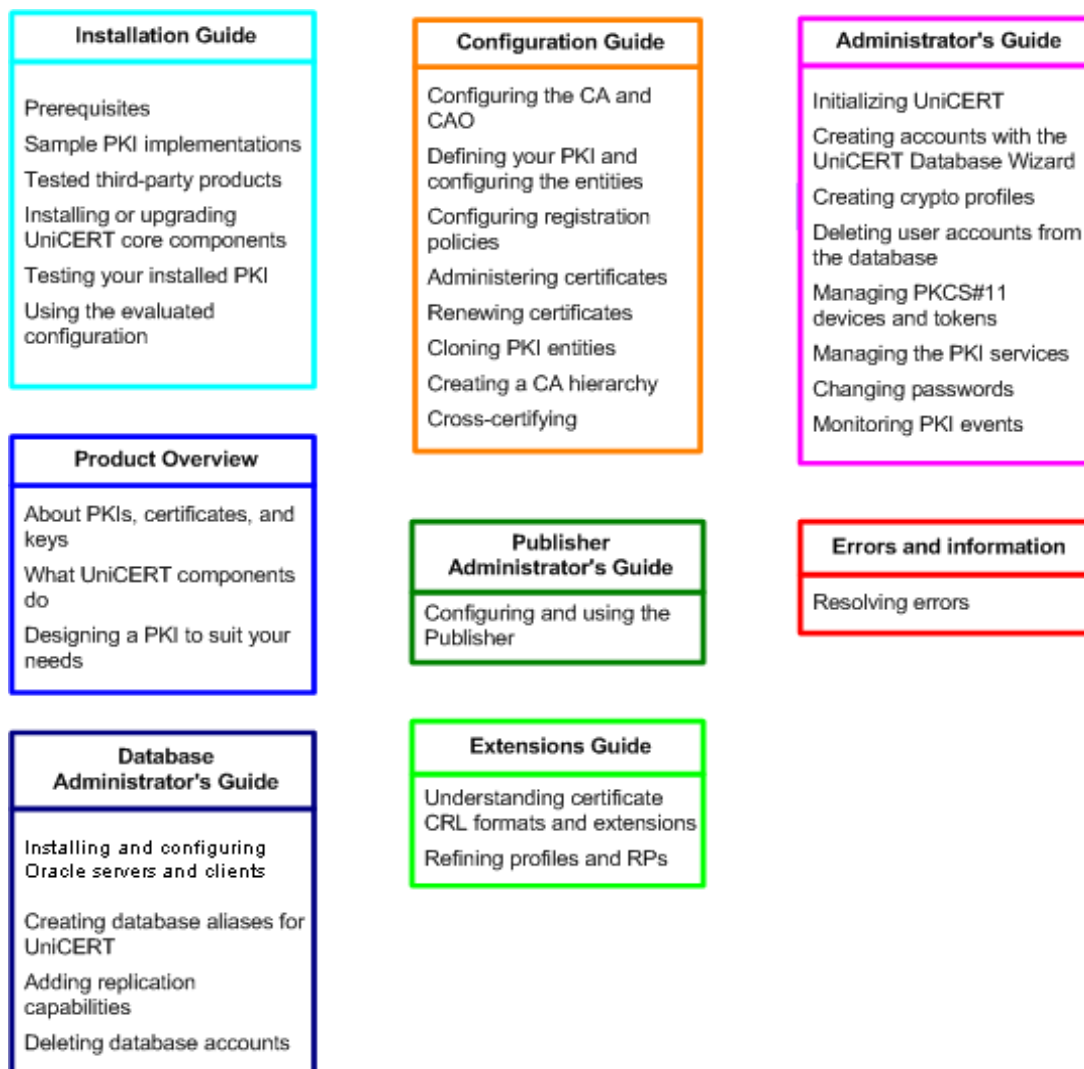 Installation Guide
Prerequisites
Sample PKI implementations
Tested third-party products
Installing or upgrading
UniCERT core components
Testing your installed PKI
Using the evaluated
configuration
Configuration Guide
Configuring the CA and
CAO
Defining your PKI and
configuring the entities
Configuring registration
policies
Administering certificates
Renewing certificates
Cloning PKI entities
Creating a CA hierarchy
Cross-certifying
Administrator's Guide
Initializing UniCERT
Creating accounts with the
UniCERT Database Wizard
Creating crypto profiles
Deleting user accounts from
the database
Managing PKCS#11
devices and tokens
Managing the PKI services
Changing passwords
Monitoring PKI events
Product Overview
About PKIs, certificates, and
keys
What UniCERT components
do
Designing a PKI to suit your
needs
Publisher
Administrator's Guide
Configuring and using the
Publisher
Errors and information
Resolving errors
Database
Administrator's Guide
Installing and configuring
Oracle servers and clients
Creating database aliases for
UniCERT
Adding replication
capabilities
Deleting database accounts
Extensions Guide
Understanding certificate
CRL formats and extensions
Refining profiles and RPs